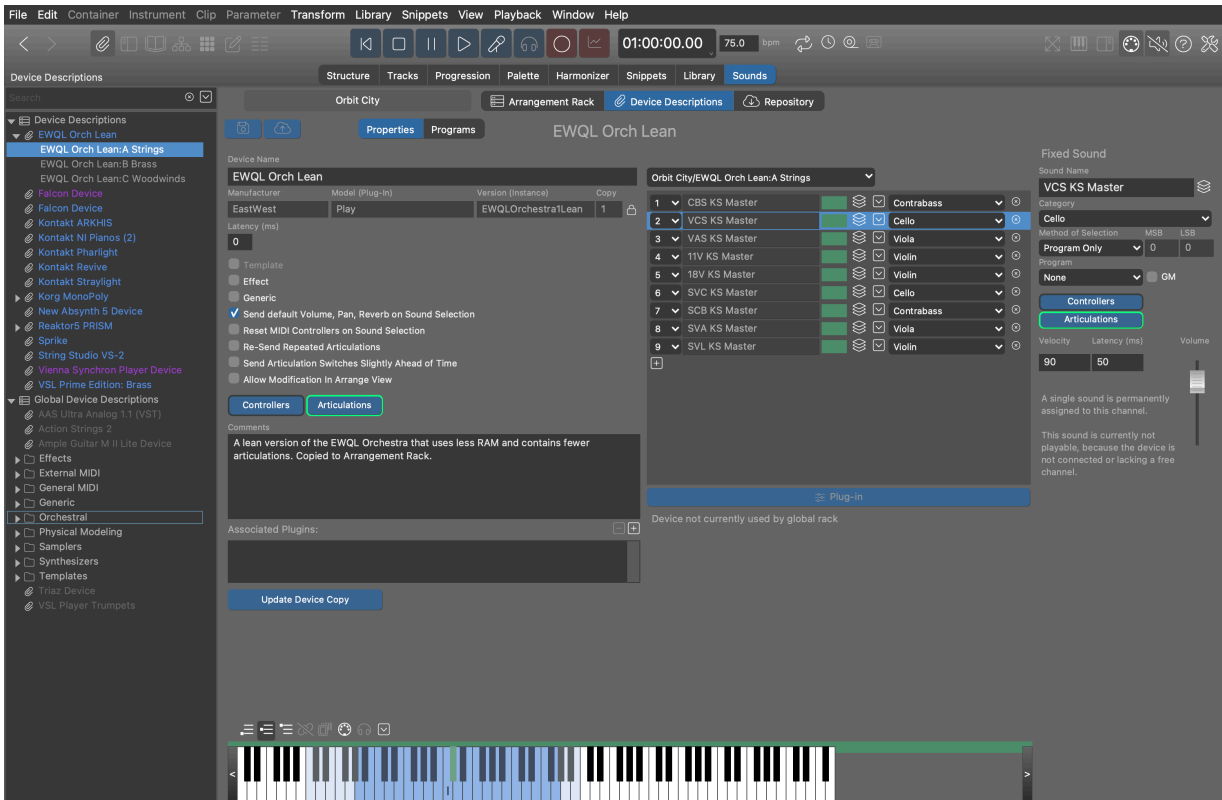 File Edit Container Instrument Clip Parameter Transform Library Snippets View Playback Window Help
01:00:00.00 75.0 bpm
Device Descriptions
Structure Tracks Progression Palette Harmonizer Snippets Library Sounds
Search
Orbit City
Arrangement Rack Device Descriptions Repository
Device Descriptions
EWQL Orch Lean
EWQL Orch Lean:A Strings
EWQL Orch Lean:B Brass
EWQL Orch Lean:C Woodwinds
Falcon Device
Falcon Device
Kontakt ARKHIS
Kontakt NI Pianos (2)
Kontakt Pharlight
Kontakt Revive
Kontakt Straylight
Korg MonoPoly
New Absynth 5 Device
Reaktor5 PRISM
Sprike
String Studio VS-2
Vienna Synchron Player Device
VSL Prime Edition: Brass
Global Device Descriptions
AAS Ultra Analog 1.1 (VST)
Action Strings 2
Ample Guitar M II Lite Device
Effects
External MIDI
General MIDI
Generic
Orchestral
Physical Modeling
Samplers
Synthesizers
Templates
Triaz Device
VSL Player Trumpets
Properties Programs
EWQL Orch Lean
Device Name
EWQL Orch Lean
Manufacturer Model (Plug-In) Version (Instance) Copy
EastWest Play EWQLOrchestra1Lean 1
Latency (ms)
0
Template
Effect
Generic
Send default Volume, Pan, Reverb on Sound Selection
Reset MIDI Controllers on Sound Selection
Re-Send Repeated Articulations
Send Articulation Switches Slightly Ahead of Time
Allow Modification In Arrange View
Controllers Articulations
Comments
A lean version of the EWQL Orchestra that uses less RAM and contains fewer
articulations. Copied to Arrangement Rack.
Associated Plugins:
Update Device Copy
Orbit City/EWQL Orch Lean:A Strings
1 CBS KS Master Contrabass
2 VCS KS Master Cello
3 VAS KS Master Viola
4 11V KS Master Violin
5 18V KS Master Violin
6 SVC KS Master Cello
7 SCB KS Master Contrabass
8 SVA KS Master Viola
9 SVL KS Master Violin
Plug-in
Device not currently used by global rack
Fixed Sound
Sound Name
VCS KS Master
Category
Cello
Method of Selection MSB LSB
Program Only 0 0
Program
None GM
Controllers
Articulations
Velocity Latency (ms) Volume
90 50
A single sound is permanently
assigned to this channel.
This sound is currently not
playable, because the device is
not connected or lacking a free
channel.